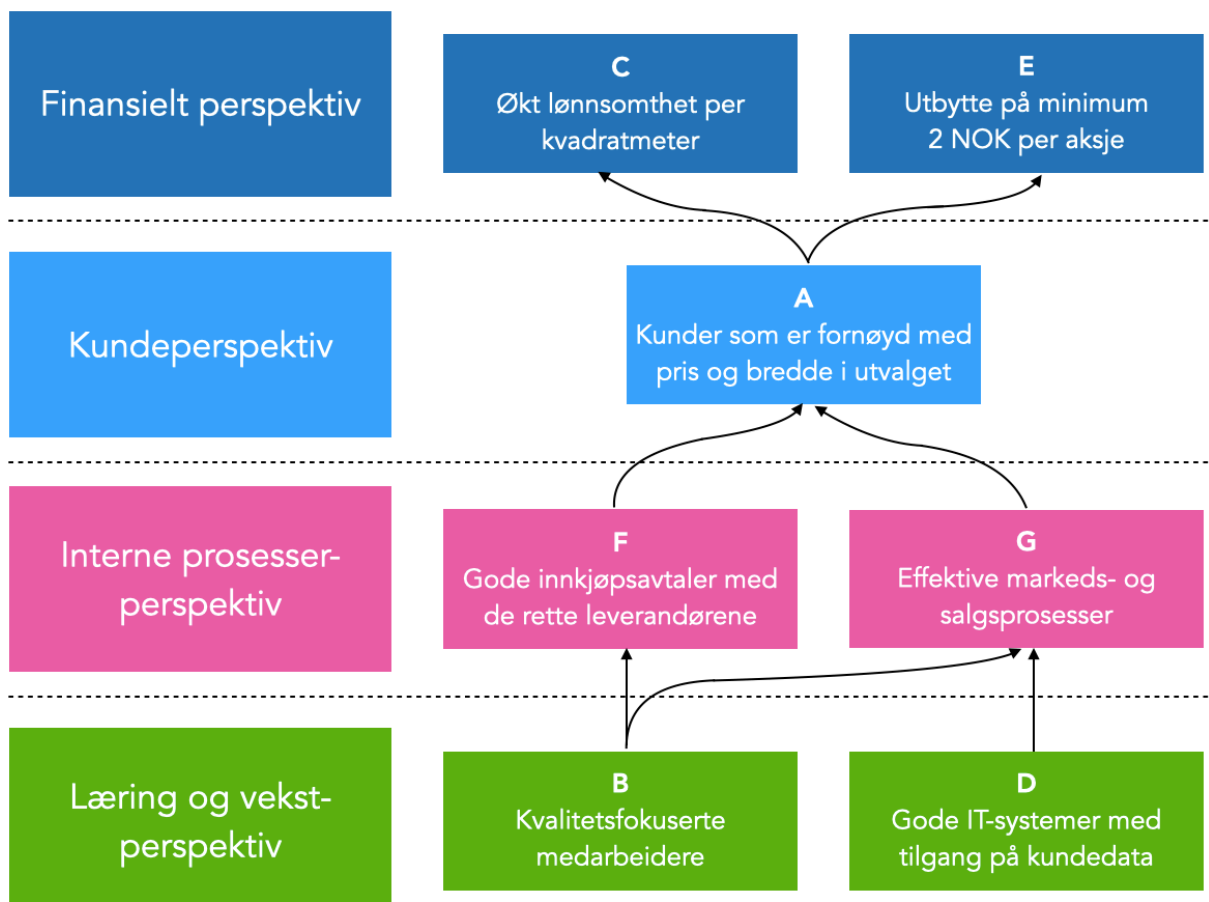 Finansielt perspektiv
C
Økt lønnsomthet per
kvadratmeter
E
Utbytte på minimum
2 NOK per aksje
Kundeperspektiv
A
Kunder som er fornøyd med
pris og bredde i utvalget
Interne prosesser-
perspektiv
F
Gode innkjøpsavtaler med
de rette leverandørene
G
Effektive markeds- og
salgsprosesser
Læring og vekst-
perspektiv
B
Kvalitetsfokuserte
medarbeidere
D
Gode IT-systemer med
tilgang på kundedata